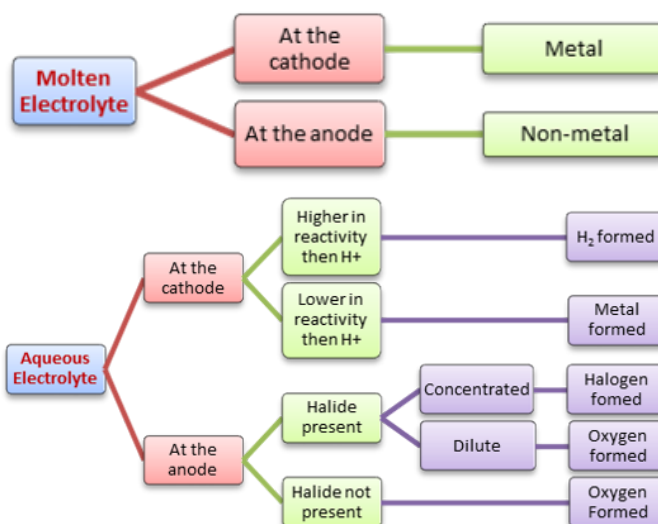 Molten
Electrolyte
At the
cathode
Metal
At the anode
Non-metal
Aqueous
Electrolyte
At the
cathode
Higher in
reactivity
then H+
H₂ formed
Lower in
reactivity
then H+
Metal
formed
At the
anode
Halide
present
Concentrated
Halogen
fomed
Dilute
Oxygen
formed
Halide not
present
Oxygen
Formed